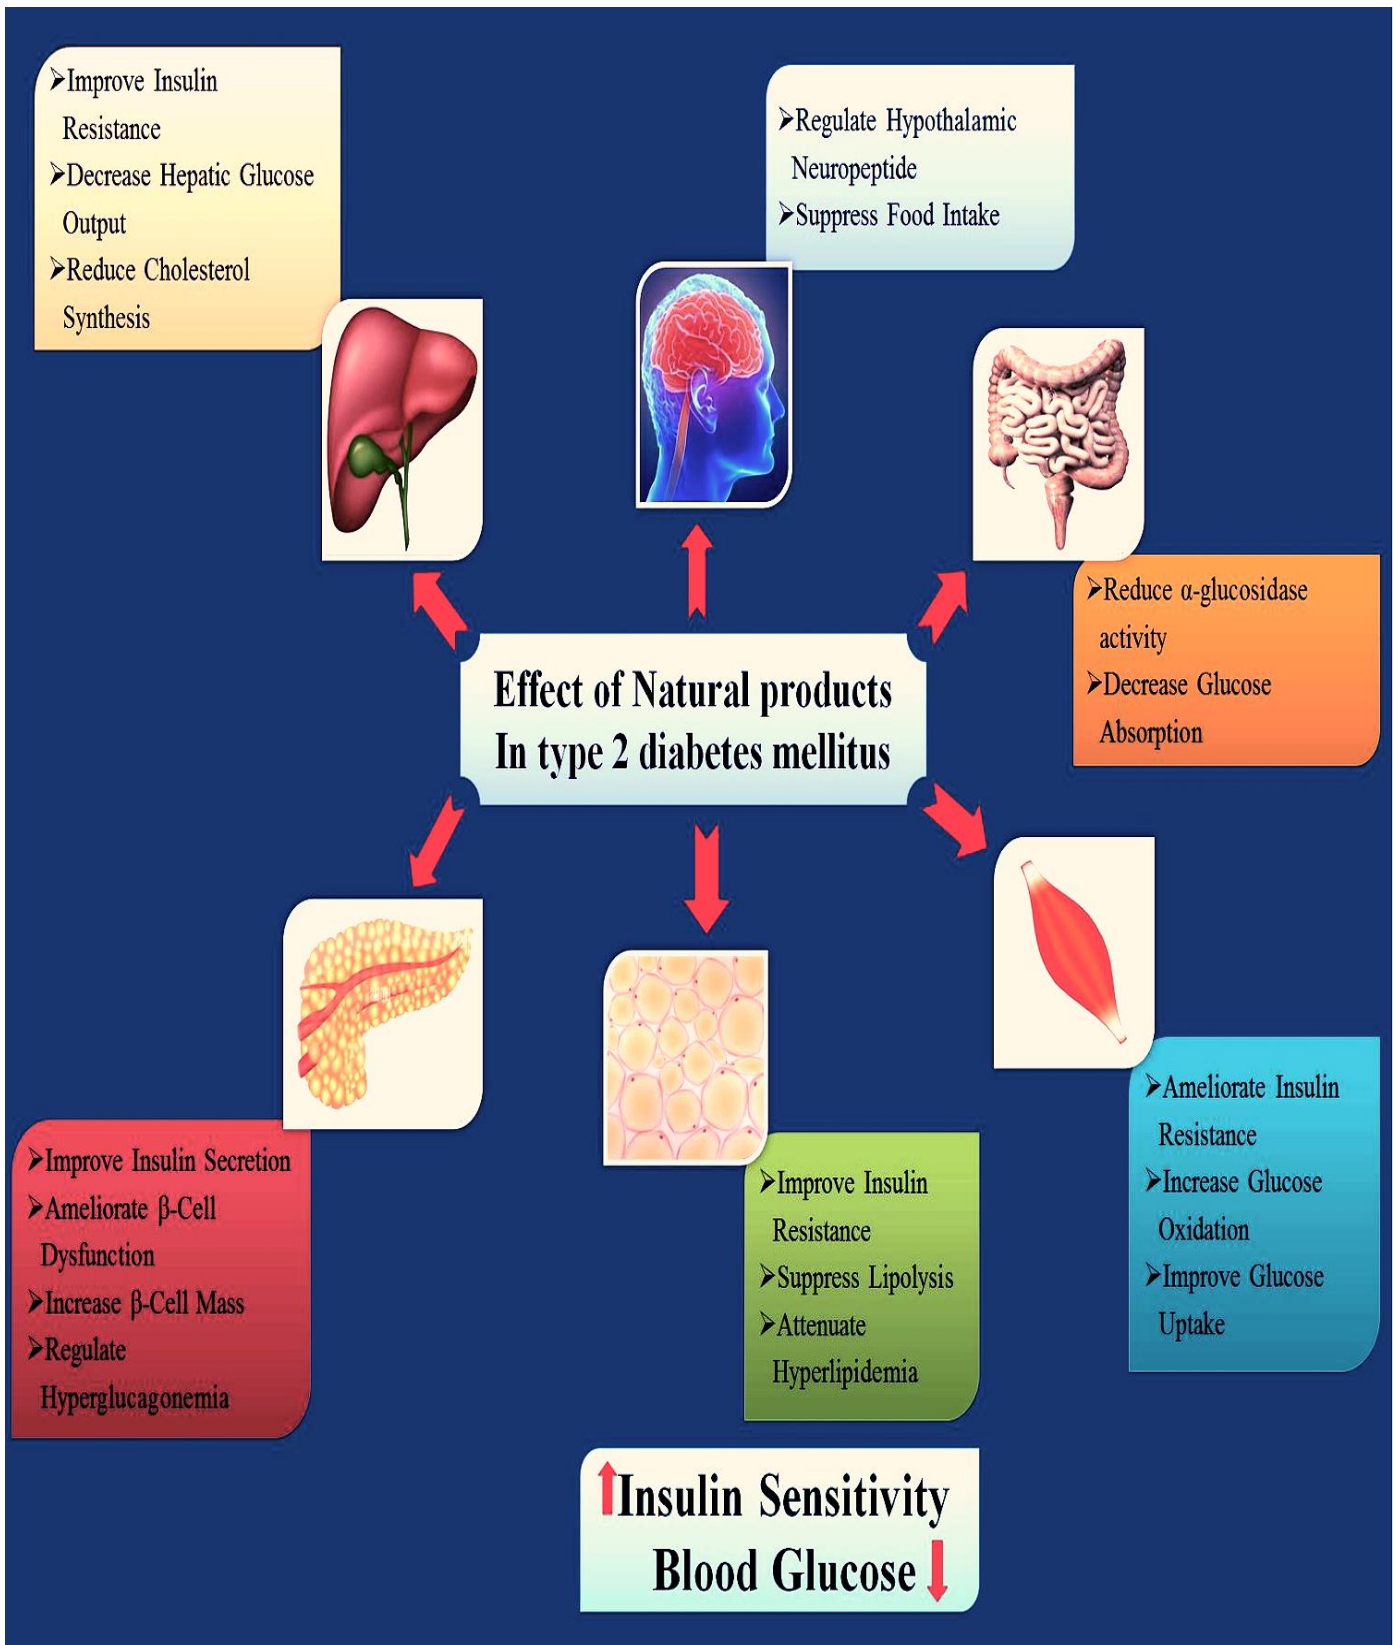 ➢Improve Insulin
Resistance
➢Decrease Hepatic Glucose
Output
➢Reduce Cholesterol
Synthesis
➢Regulate Hypothalamic
Neuropeptide
➢Suppress Food Intake
➢Reduce α-glucosidase
activity
➢Decrease Glucose
Absorption
Effect of Natural products
In type 2 diabetes mellitus
➢Improve Insulin Secretion
➢Ameliorate β-Cell
Dysfunction
➢Increase β-Cell Mass
➢Regulate
Hyperglucagonemia
➢Improve Insulin
Resistance
➢Suppress Lipolysis
➢Attenuate
Hyperlipidemia
➢Ameliorate Insulin
Resistance
➢Increase Glucose
Oxidation
➢Improve Glucose
Uptake
Insulin Sensitivity
Blood Glucose